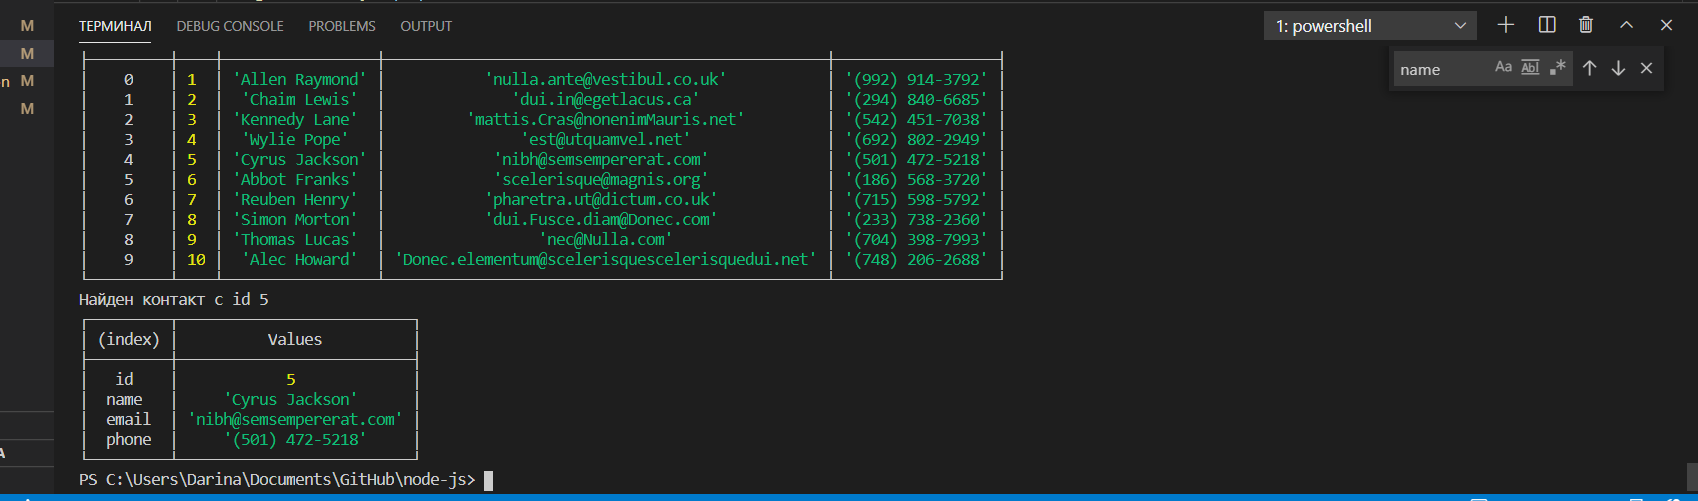 M
M
en M
M
A
ТЕРМИНАЛ DEBUG CONSOLE PROBLEMS OUTPUT
1: powershell
name Aa Abl .*
0 1 'Allen Raymond' 'nulla.ante@vestibul.co.uk' '(992) 914-3792'
1 2 'Chaim Lewis' 'dui.in@egetlacus.ca' '(294) 840-6685'
2 3 'Kennedy Lane' 'mattis.Cras@nonenimMauris.net' '(542) 451-7038'
3 4 'Wylie Pope' 'est@utquamvel.net' '(692) 802-2949'
4 5 'Cyrus Jackson' 'nibh@semsempererat.com' '(501) 472-5218'
5 6 'Abbot Franks' 'scelerisque@magnis.org' '(186) 568-3720'
6 7 'Reuben Henry' 'pharetra.ut@dictum.co.uk' '(715) 598-5792'
7 8 'Simon Morton' 'dui.Fusce.diam@Donec.com' '(233) 738-2360'
8 9 'Thomas Lucas' 'nec@Nulla.com' '(704) 398-7993'
9 10 'Alec Howard' 'Donec.elementum@scelerisquescelerisquedui.net' '(748) 206-2688'
Найден контакт с id 5
(index) Values
id 5
name 'Cyrus Jackson'
email 'nibh@semsempererat.com'
phone '(501) 472-5218'
PS C:\Users\Darina\Documents\GitHub\node-js>